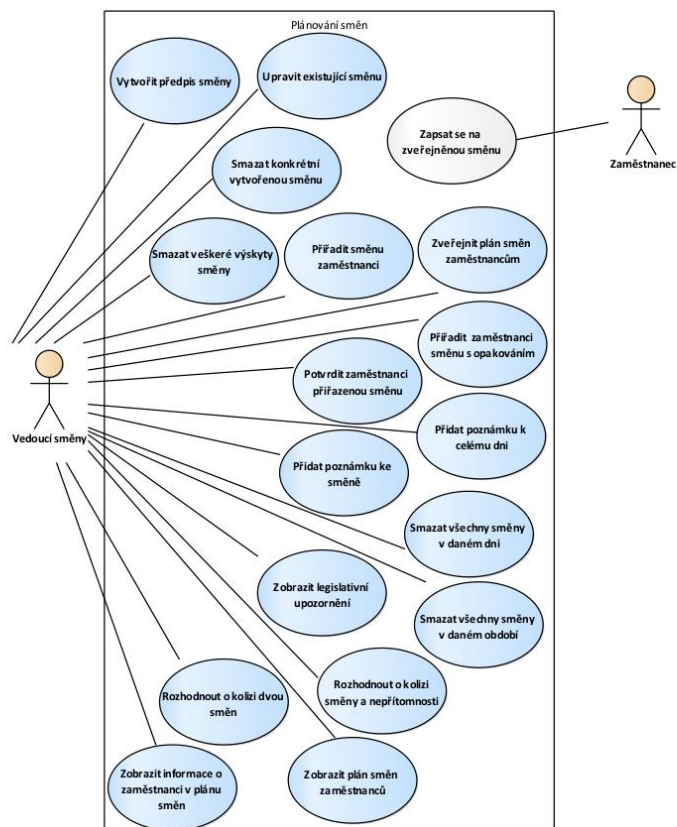 Plánování směn
Vytvořit předpis směny
Upravit existující směnu
Zapsat se na
zveřejněnou směnu
Zaměstnanec
Smazat konkrétní
vytvořenou směnu
Smazat veškeré výskyty
směny
Přiřadit směnu
zaměstnanci
Zveřejnit plán směn
zaměstnancům
Přiřadit zaměstnanci
směnu s opakováním
Potvrdit zaměstnanci
přiřazenou směnu
Vedoucí směny
Přidat poznámku k
celému dni
Přidat poznámku ke
směně
Smazat všechny směny
v daném dni
Zobrazit legislativní
upozornění
Smazat všechny směny
v daném období
Rozhodnout o kolizi dvou
směn
Rozhodnout o kolizi
směny a nepřítomnosti
Zobrazit informace o
zaměstnanci v plánu
směn
Zobrazit plán směn
zaměstnanců